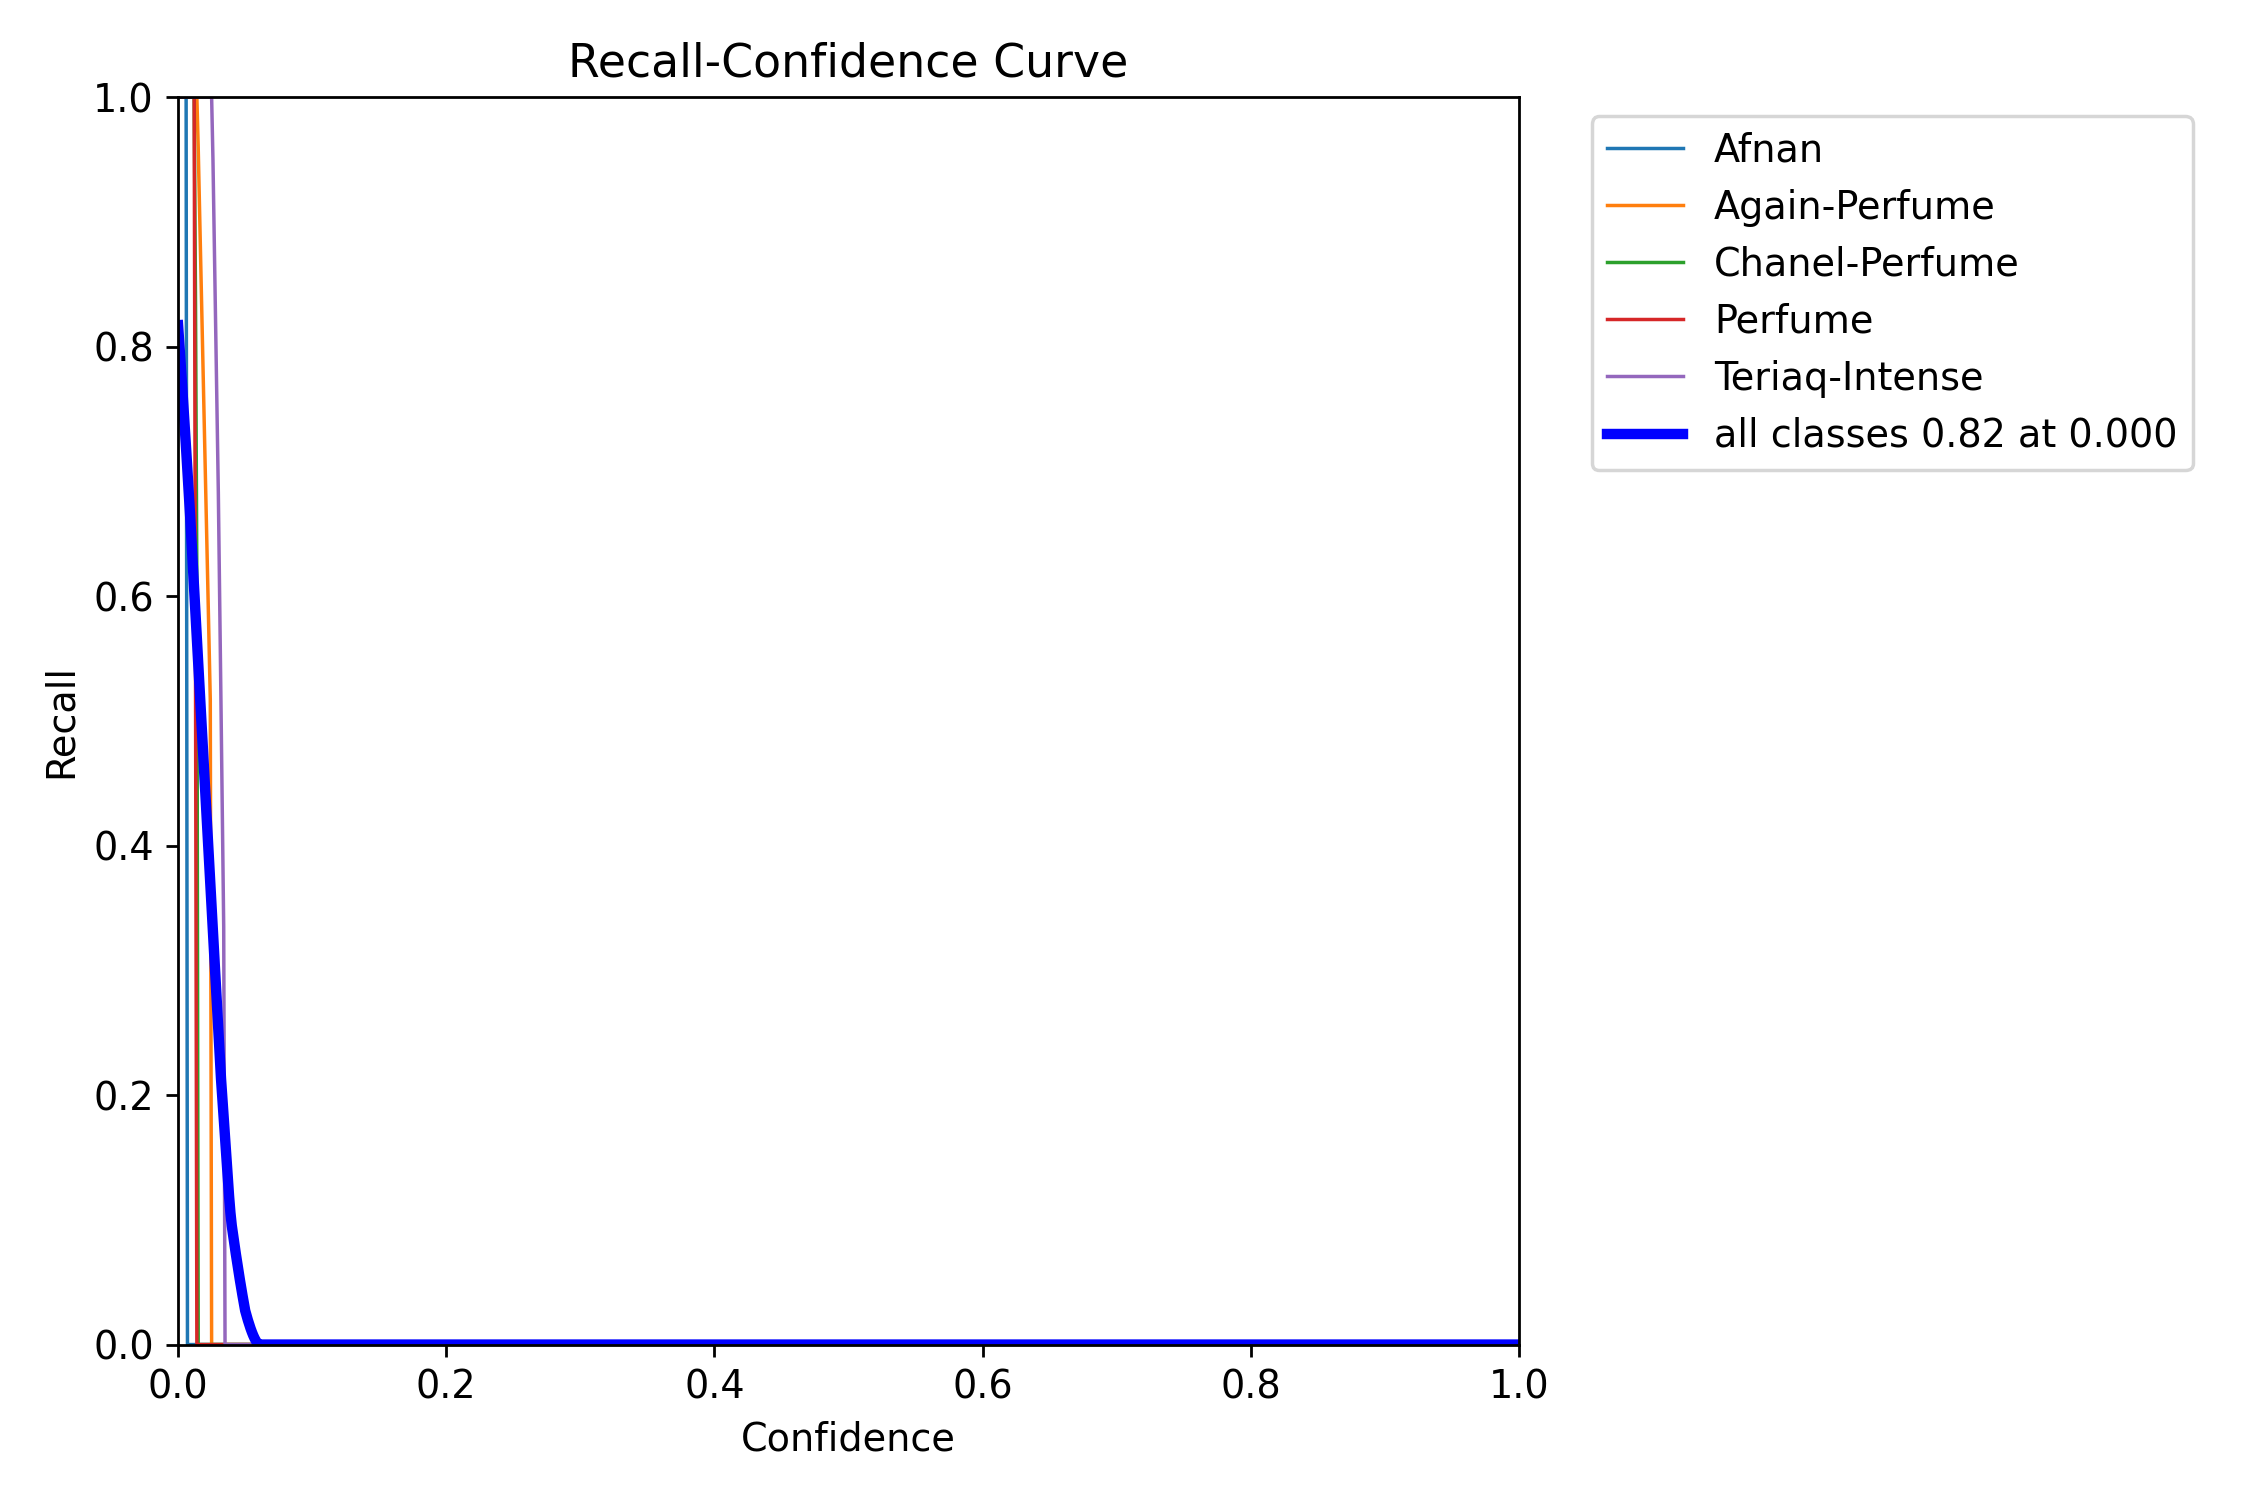 Recall-Confidence Curve
1.0
0.8
0.6
0.4
0.2
0.0
Recall
0.0 0.2 0.4 0.6 0.8 1.0
Confidence
Afnan
Again-Perfume
Chanel-Perfume
Perfume
Teriaq-Intense
all classes 0.82 at 0.000